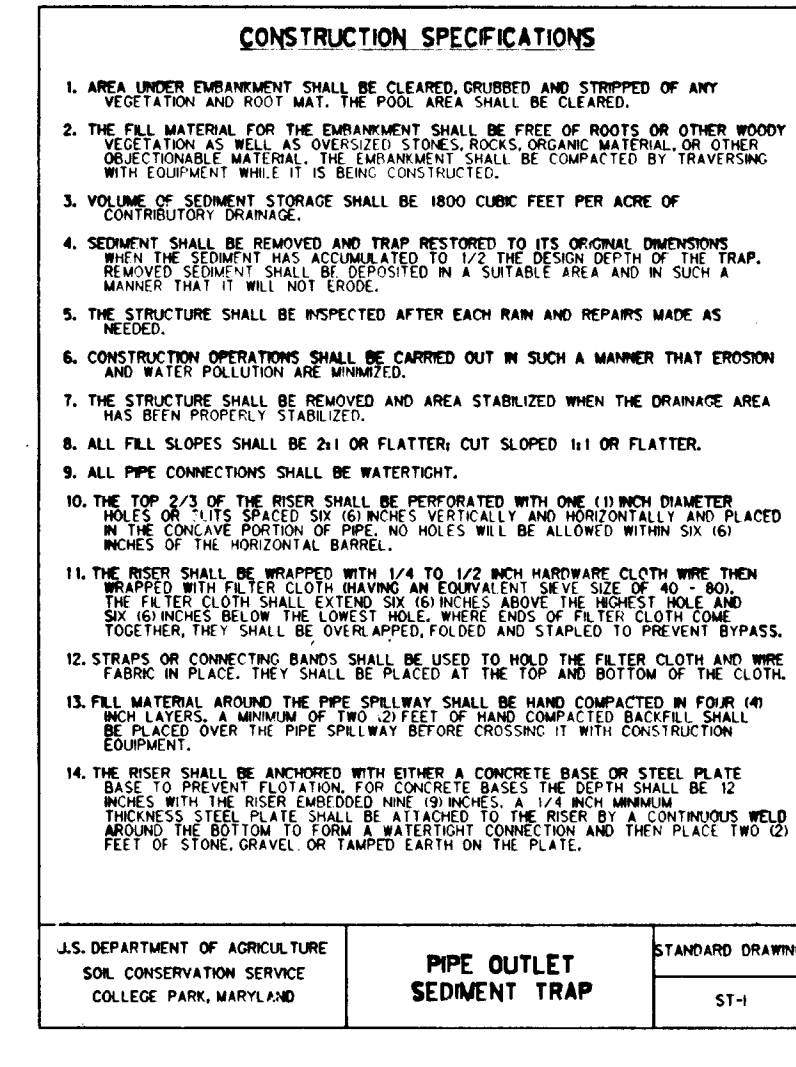 CONSTRUCTION SPECIFICATIONS
1. AREA UNDER EMBANKMENT SHALL BE CLEARED, GRUBBED AND STRIPPED OF ANY
VEGETATION AND ROOT MAT. THE POOL AREA SHALL BE CLEARED.
2. THE FILL MATERIAL FOR THE EMBANKMENT SHALL BE FREE OF ROOTS OR OTHER WOODY
VEGETATION AS WELL AS OVERSIZED STONES, ROCKS, ORGANIC MATERIAL, OR OTHER
OBJECTIONABLE MATERIAL. THE EMBANKMENT SHALL BE COMPACTED BY TRAVERSING
WITH EQUIPMENT WHILE IT IS BEING CONSTRUCTED.
3. VOLUME OF SEDIMENT STORAGE SHALL BE 1800 CUBIC FEET PER ACRE OF
CONTRIBUTORY DRAINAGE.
4. SEDIMENT SHALL BE REMOVED AND TRAP RESTORED TO ITS ORIGINAL DIMENSIONS
WHEN THE SEDIMENT HAS ACCUMULATED TO 1/2 THE DESIGN DEPTH OF THE TRAP.
REMOVED SEDIMENT SHALL BE DEPOSITED IN A SUITABLE AREA AND IN SUCH A
MANNER THAT IT WILL NOT ERODE.
5. THE STRUCTURE SHALL BE INSPECTED AFTER EACH RAIN AND REPAIRS MADE AS
NEEDED.
6. CONSTRUCTION OPERATIONS SHALL BE CARRIED OUT IN SUCH A MANNER THAT EROSION
AND WATER POLLUTION ARE MINIMIZED.
7. THE STRUCTURE SHALL BE REMOVED AND AREA STABILIZED WHEN THE DRAINAGE AREA
HAS BEEN PROPERLY STABILIZED.
8. ALL FILL SLOPES SHALL BE 2:1 OR FLATTER; CUT SLOPED 1:1 OR FLATTER.
9. ALL PIPE CONNECTIONS SHALL BE WATERTIGHT.
10. THE TOP 2/3 OF THE RISER SHALL BE PERFORATED WITH ONE (1) INCH DIAMETER
HOLES OR SLITS SPACED SIX (6) INCHES VERTICALLY AND HORIZONTALLY AND PLACED
IN THE CONCAVE PORTION OF PIPE. NO HOLES WILL BE ALLOWED WITHIN SIX (6)
INCHES OF THE HORIZONTAL BARREL.
11. THE RISER SHALL BE WRAPPED WITH 1/4 TO 1/2 INCH HARDWARE CLOTH WIRE THEN
WRAPPED WITH FILTER CLOTH (HAVING AN EQUIVALENT SIEVE SIZE OF 40 - 80).
THE FILTER CLOTH SHALL EXTEND SIX (6) INCHES ABOVE THE HIGHEST HOLE AND
SIX (6) INCHES BELOW THE LOWEST HOLE. WHERE ENDS OF FILTER CLOTH COME
TOGETHER, THEY SHALL BE OVERLAPPED, FOLDED AND STAPLED TO PREVENT BYPASS.
12. STRAPS OR CONNECTING BANDS SHALL BE USED TO HOLD THE FILTER CLOTH AND WIRE
FABRIC IN PLACE. THEY SHALL BE PLACED AT THE TOP AND BOTTOM OF THE CLOTH.
13. FILL MATERIAL AROUND THE PIPE SPILLWAY SHALL BE HAND COMPACTED IN FOUR (4)
INCH LAYERS. A MINIMUM OF TWO (2) FEET OF HAND COMPACTED BACKFILL SHALL
BE PLACED OVER THE PIPE SPILLWAY BEFORE CROSSING IT WITH CONSTRUCTION
EQUIPMENT.
14. THE RISER SHALL BE ANCHORED WITH EITHER A CONCRETE BASE OR STEEL PLATE
BASE TO PREVENT FLOTATION. FOR CONCRETE BASES THE DEPTH SHALL BE 12
INCHES WITH THE RISER EMBEDDED NINE (9) INCHES. A 1/4 INCH MINIMUM
THICKNESS STEEL PLATE SHALL BE ATTACHED TO THE RISER BY A CONTINUOUS WELD
AROUND THE BOTTOM TO FORM A WATERTIGHT CONNECTION AND THEN PLACE TWO (2)
FEET OF STONE, GRAVEL OR TAMPED EARTH ON THE PLATE.
U.S. DEPARTMENT OF AGRICULTURE
SOIL CONSERVATION SERVICE
COLLEGE PARK, MARYLAND
PIPE OUTLET
SEDIMENT TRAP
STANDARD DRAWIN
ST-1